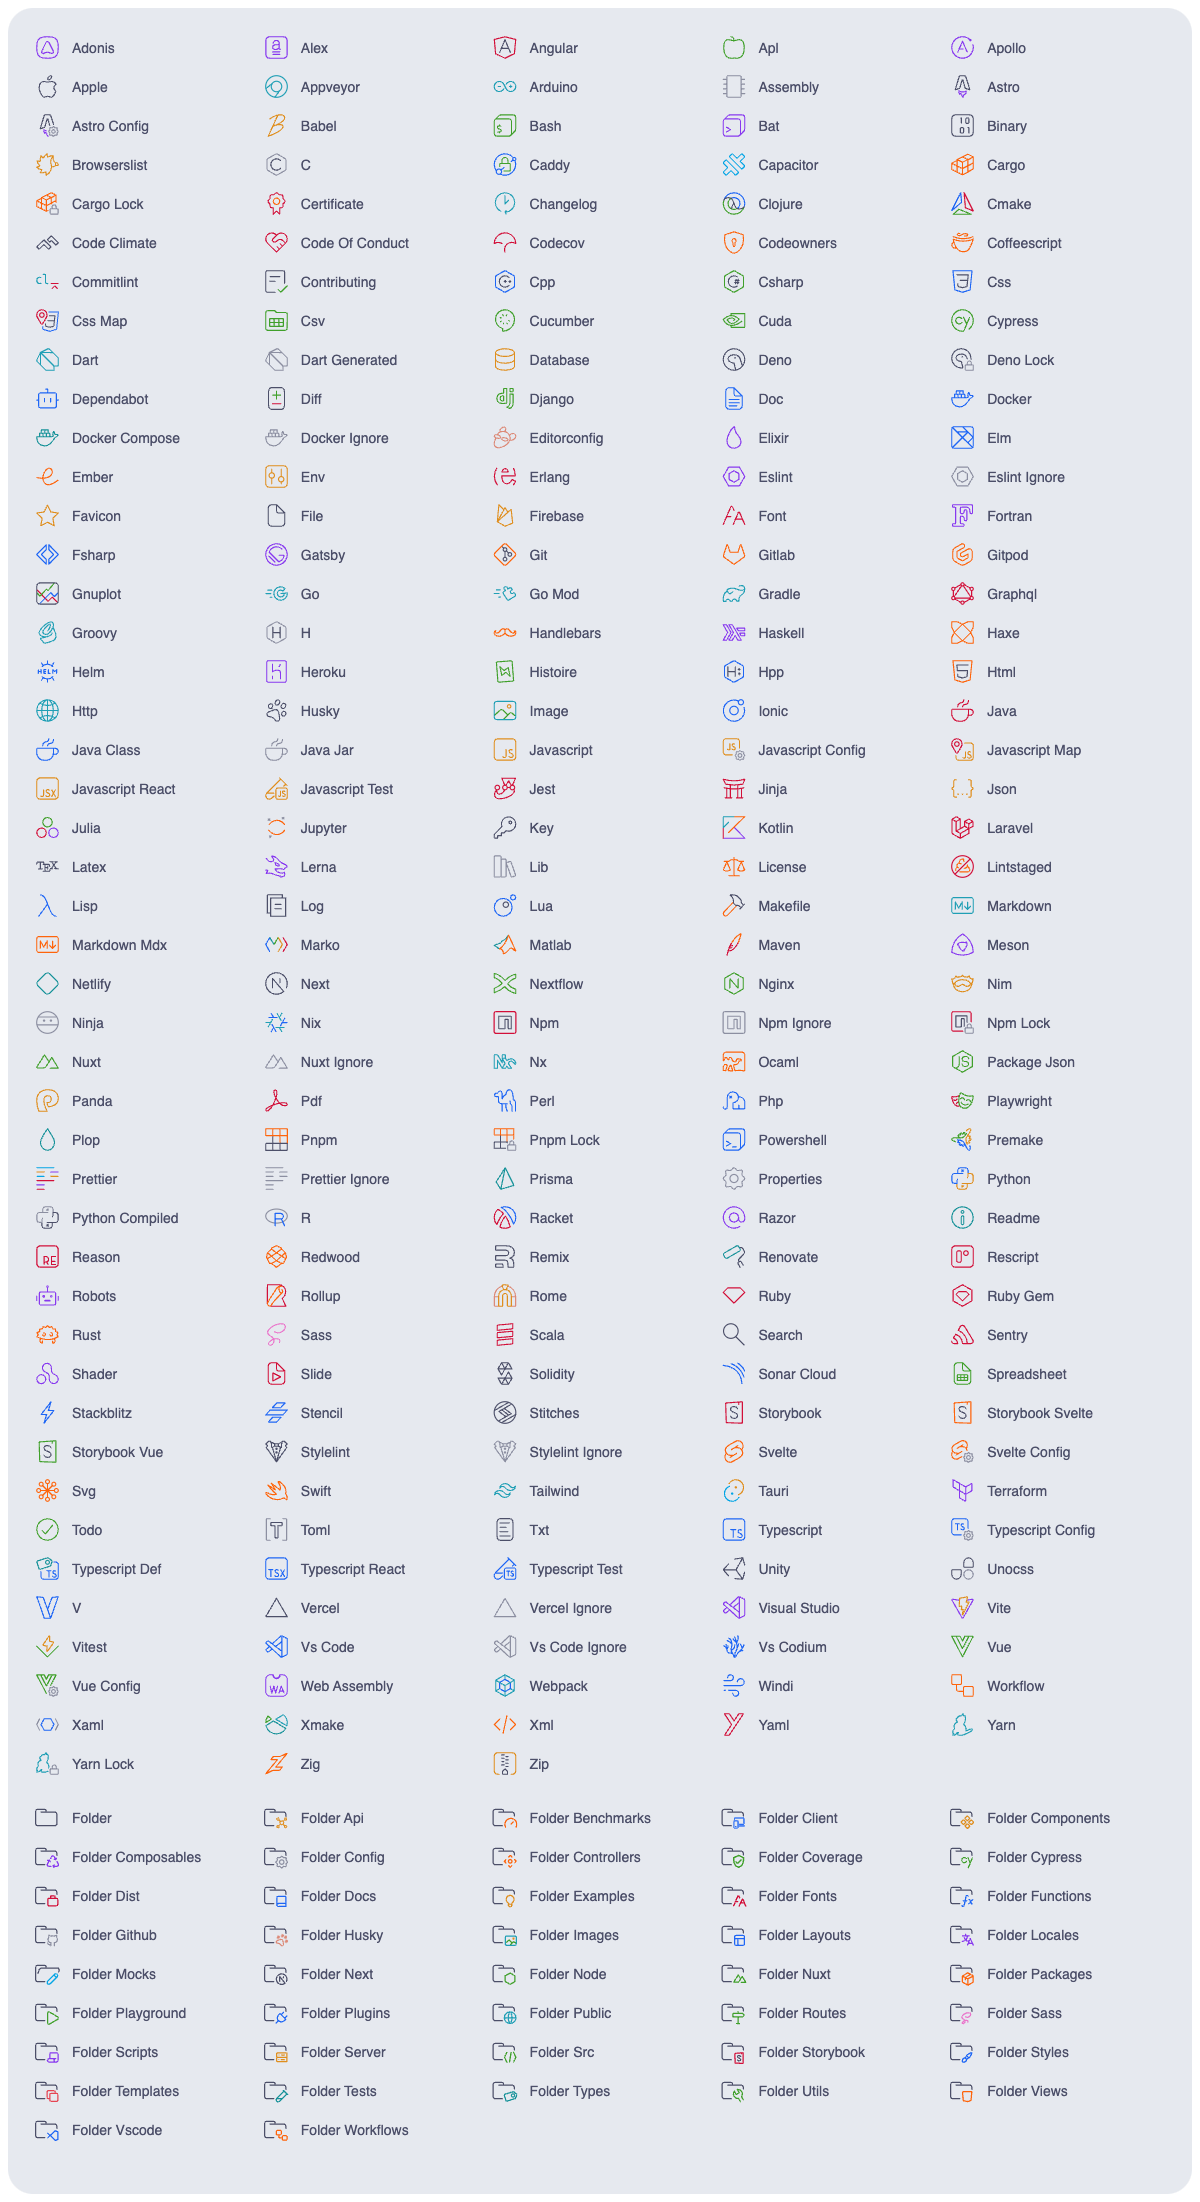 Adonis Alex Angular Apl Apollo
Apple Appveyor Arduino Assembly Astro
Astro Config Babel Bash Bat Binary
Browserslist C Caddy Capacitor Cargo
Cargo Lock Certificate Changelog Clojure Cmake
Code Climate Code Of Conduct Codecov Codeowners Coffeescript
Commitlint Contributing Cpp Csharp Css
Css Map Csv Cucumber Cuda Cypress
Dart Dart Generated Database Deno Deno Lock
Dependabot Diff Django Doc Docker
Docker Compose Docker Ignore Editorconfig Elixir Elm
Ember Env Erlang Eslint Eslint Ignore
Favicon File Firebase Font Fortran
Fsharp Gatsby Git Gitlab Gitpod
Gnuplot Go Go Mod Gradle Graphql
Groovy H Handlebars Haskell Haxe
Helm Heroku Histoire Hpp Html
Http Husky Image Ionic Java
Java Class Java Jar Javascript Javascript Config Javascript Map
Javascript React Javascript Test Jest Jinja Json
Julia Jupyter Key Kotlin Laravel
Latex Lerna Lib License Lintstaged
Lisp Log Lua Makefile Markdown
Markdown Mdx Marko Matlab Maven Meson
Netlify Next Nextflow Nginx Nim
Ninja Nix Npm Npm Ignore Npm Lock
Nuxt Nuxt Ignore Nx Ocaml Package Json
Panda Pdf Perl Php Playwright
Plop Pnpm Pnpm Lock Powershell Premake
Prettier Prettier Ignore Prisma Properties Python
Python Compiled R Racket Razor Readme
Reason Redwood Remix Renovate Rescript
Robots Rollup Rome Ruby Ruby Gem
Rust Sass Scala Search Sentry
Shader Slide Solidity Sonar Cloud Spreadsheet
Stackblitz Stencil Stitches Storybook Storybook Svelte
Storybook Vue Stylelint Stylelint Ignore Svelte Svelte Config
Svg Swift Tailwind Tauri Terraform
Todo Toml Txt Typescript Typescript Config
Typescript Def Typescript React Typescript Test Unity Unocss
V Vercel Vercel Ignore Visual Studio Vite
Vitest Vs Code Vs Code Ignore Vs Codium Vue
Vue Config Web Assembly Webpack Windi Workflow
Xaml Xmake Xml Yaml Yarn
Yarn Lock Zig Zip
Folder Folder Api Folder Benchmarks Folder Client Folder Components
Folder Composables Folder Config Folder Controllers Folder Coverage Folder Cypress
Folder Dist Folder Docs Folder Examples Folder Fonts Folder Functions
Folder Github Folder Husky Folder Images Folder Layouts Folder Locales
Folder Mocks Folder Next Folder Node Folder Nuxt Folder Packages
Folder Playground Folder Plugins Folder Public Folder Routes Folder Sass
Folder Scripts Folder Server Folder Src Folder Storybook Folder Styles
Folder Templates Folder Tests Folder Types Folder Utils Folder Views
Folder Vscode Folder Workflows